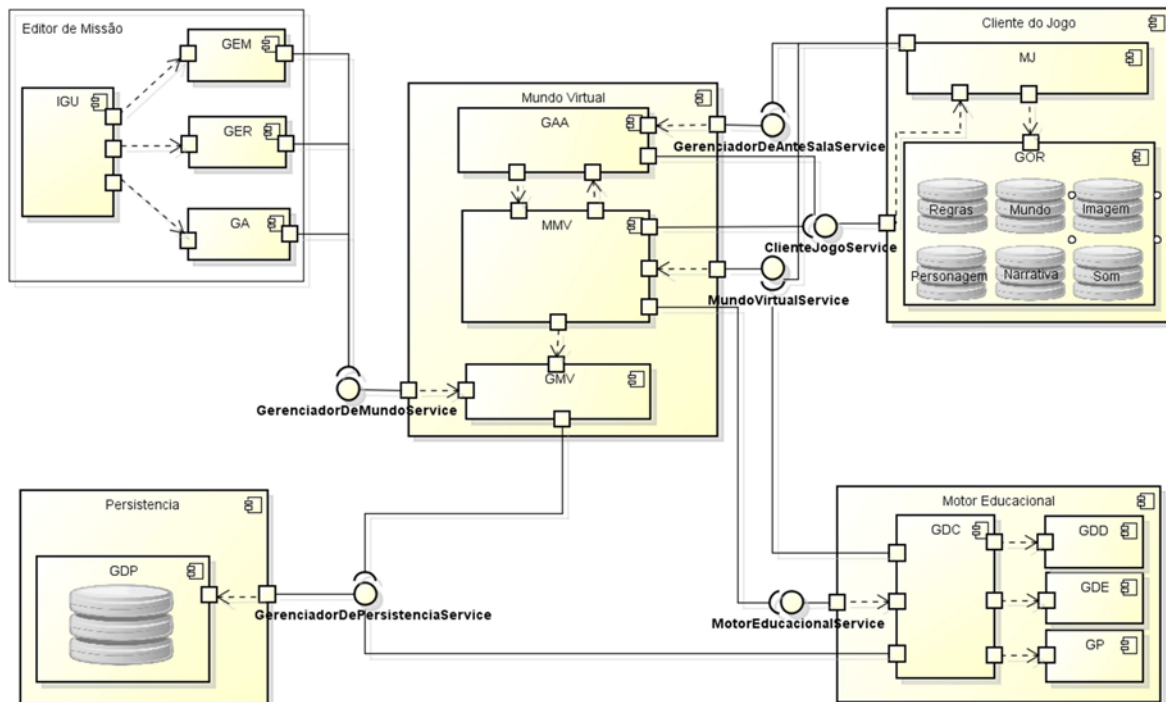 Editor de Missão
GEM
IGU
GER
GA
Mundo Virtual
GAA
MMV
GMV
GerenciadorDeMundoService
GerenciadorDeAnteSalaService
ClienteJogoService
MundoVirtualService
Cliente do Jogo
MJ
GOR
Regras
Mundo
Imagem
Personagem
Narrativa
Som
Persistencia
GDP
GerenciadorDePersistenciaService
MotorEducacionalService
Motor Educacional
GDC
GDD
GDE
GP